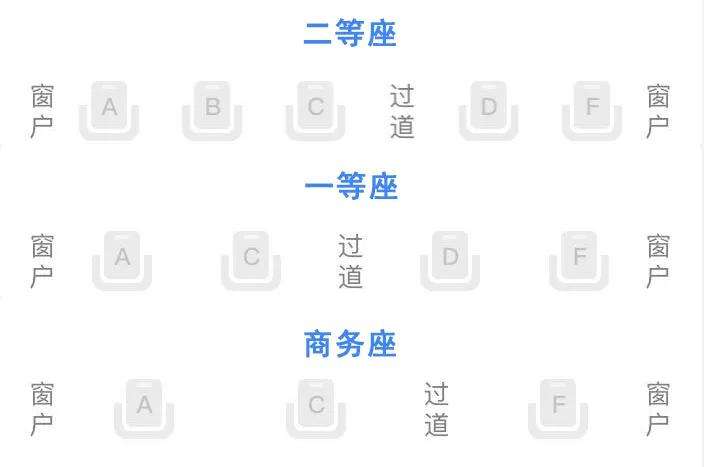 二等座
窗户 A B C 过道 D F 窗户
一等座
窗户 A C 过道 D F 窗户
商务座
窗户 A C 过道 F 窗户